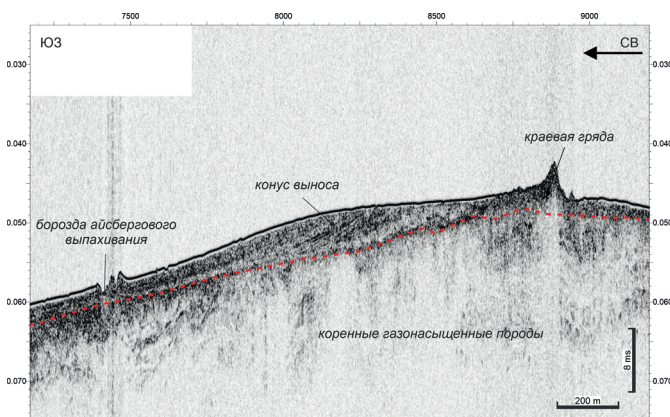 7500 8000 8500 9000
ЮЗ
СВ
0.030 0.030
0.040 0.040
краевая гряда
конус выноса
0.050 0.050
борозда айсбергового
выпахивания
0.060 0.060
коренные газонасыщенные породы
8 ms
0.070 0.070
200 m